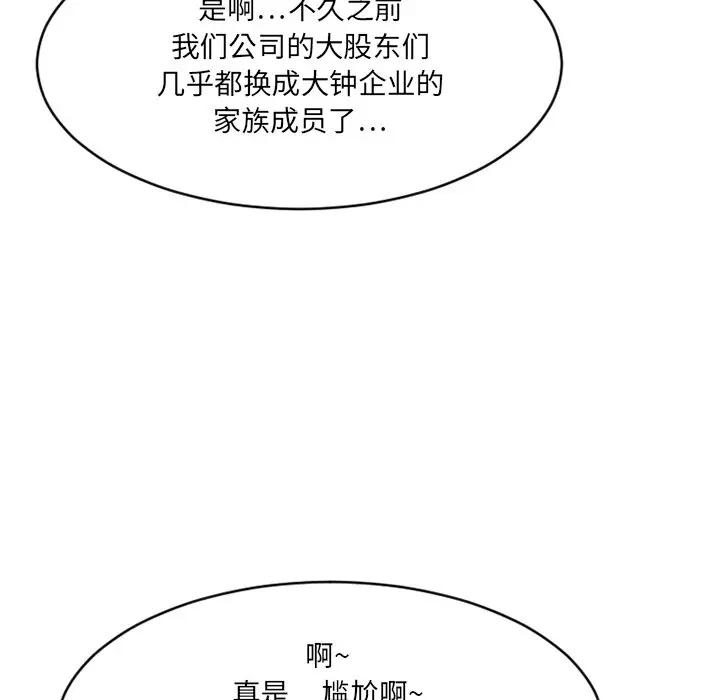 是啊...不久之前
我们公司的大股东们
几乎都换成大钟企业的
家族成员了...
啊~
真是...尴尬啊~